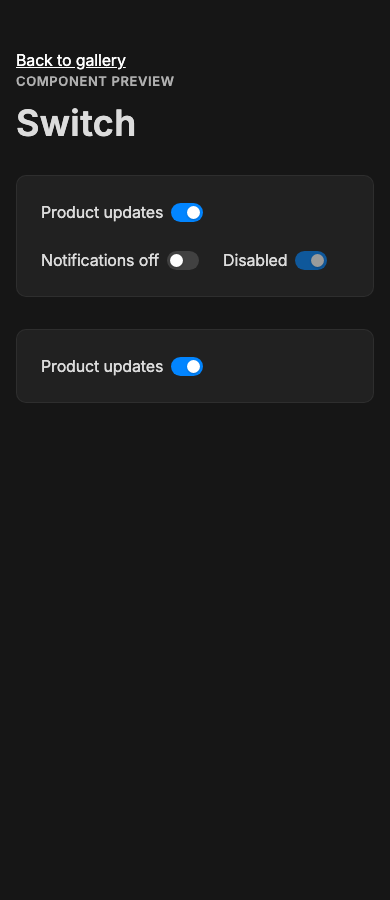 Back to gallery
COMPONENT PREVIEW
Switch
Product updates
Notifications off Disabled
Product updates